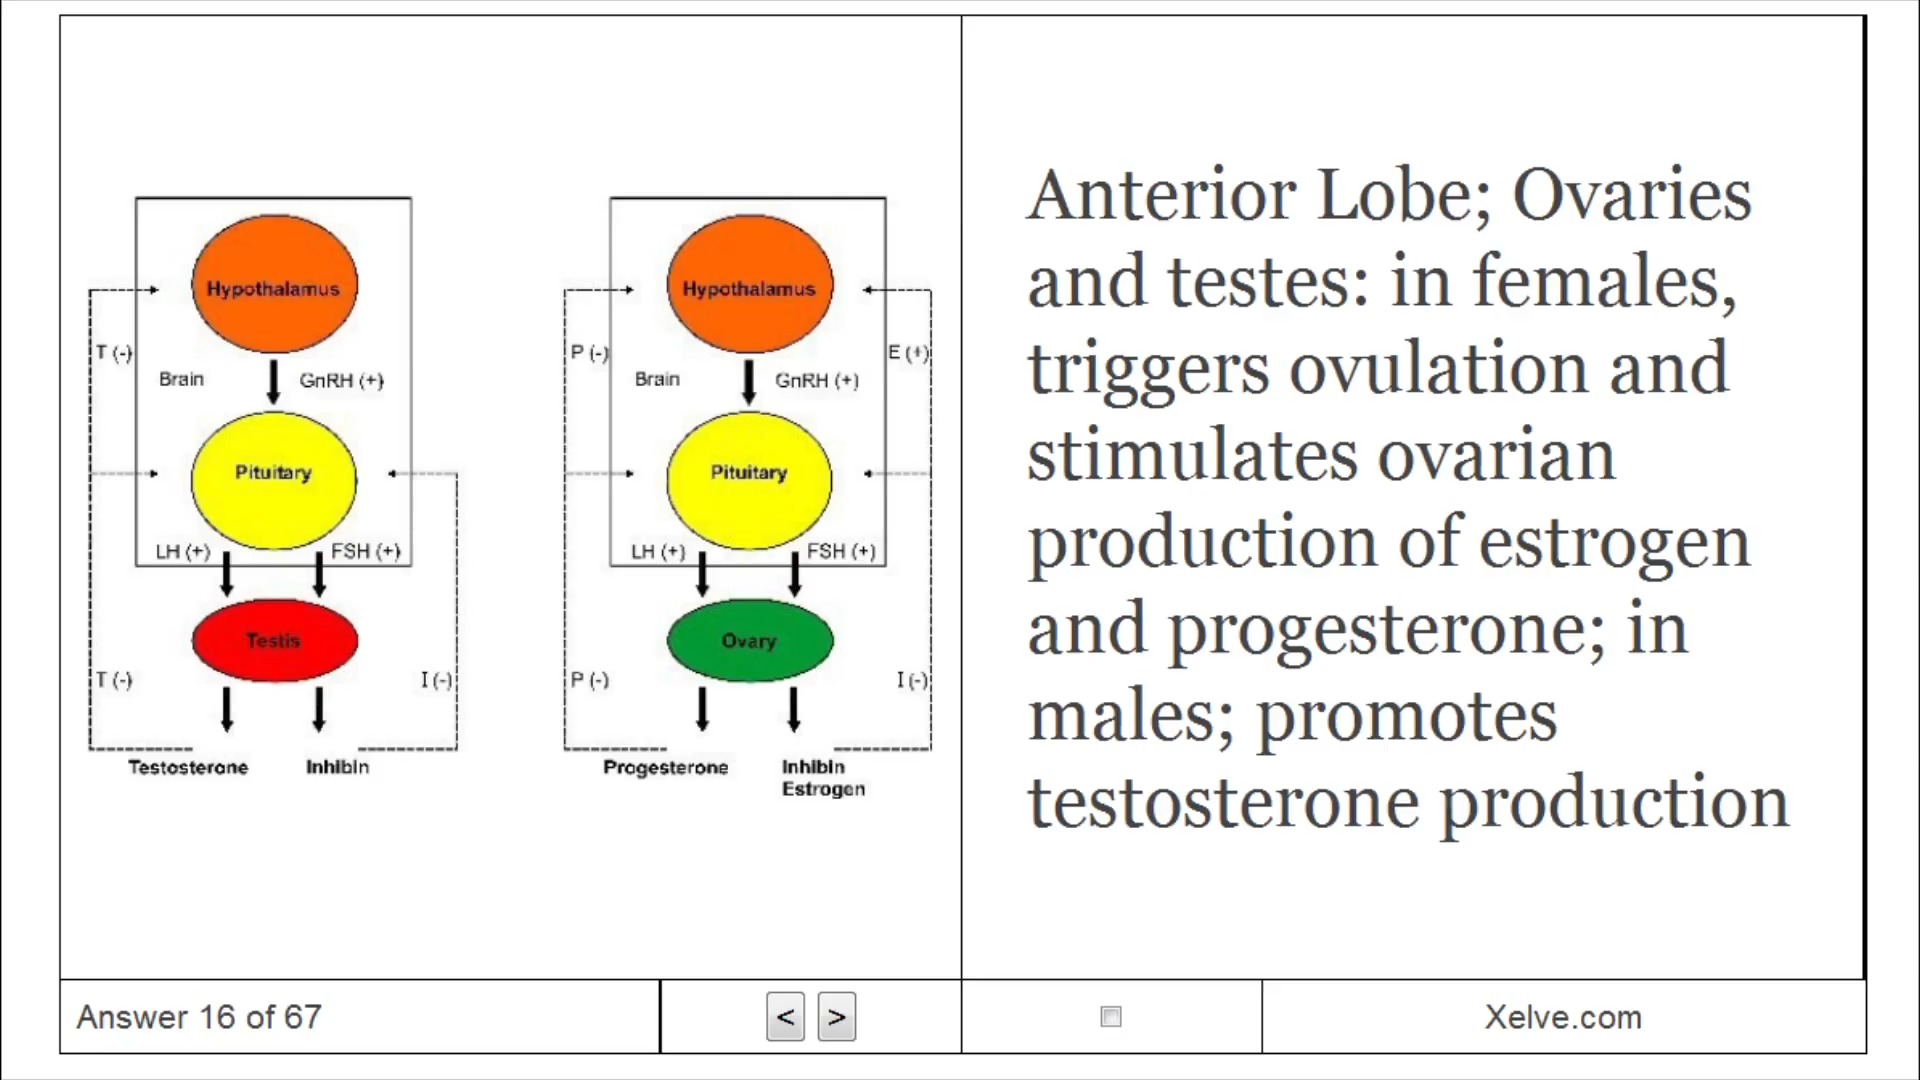 Hypothalamus
T (-)
Brain
GnRH (+)
Pituitary
LH (+)
FSH (+)
Testis
T (-)
I (-)
Testosterone
Inhibin
Hypothalamus
P (-)
E (+)
Brain
GnRH (+)
Pituitary
LH (+)
FSH (+)
Ovary
P (-)
I (-)
Progesterone
Inhibin
Estrogen
Anterior Lobe; Ovaries
and testes: in females,
triggers ovulation and
stimulates ovarian
production of estrogen
and progesterone; in
males; promotes
testosterone production
Answer 16 of 67
< >
Xelve.com